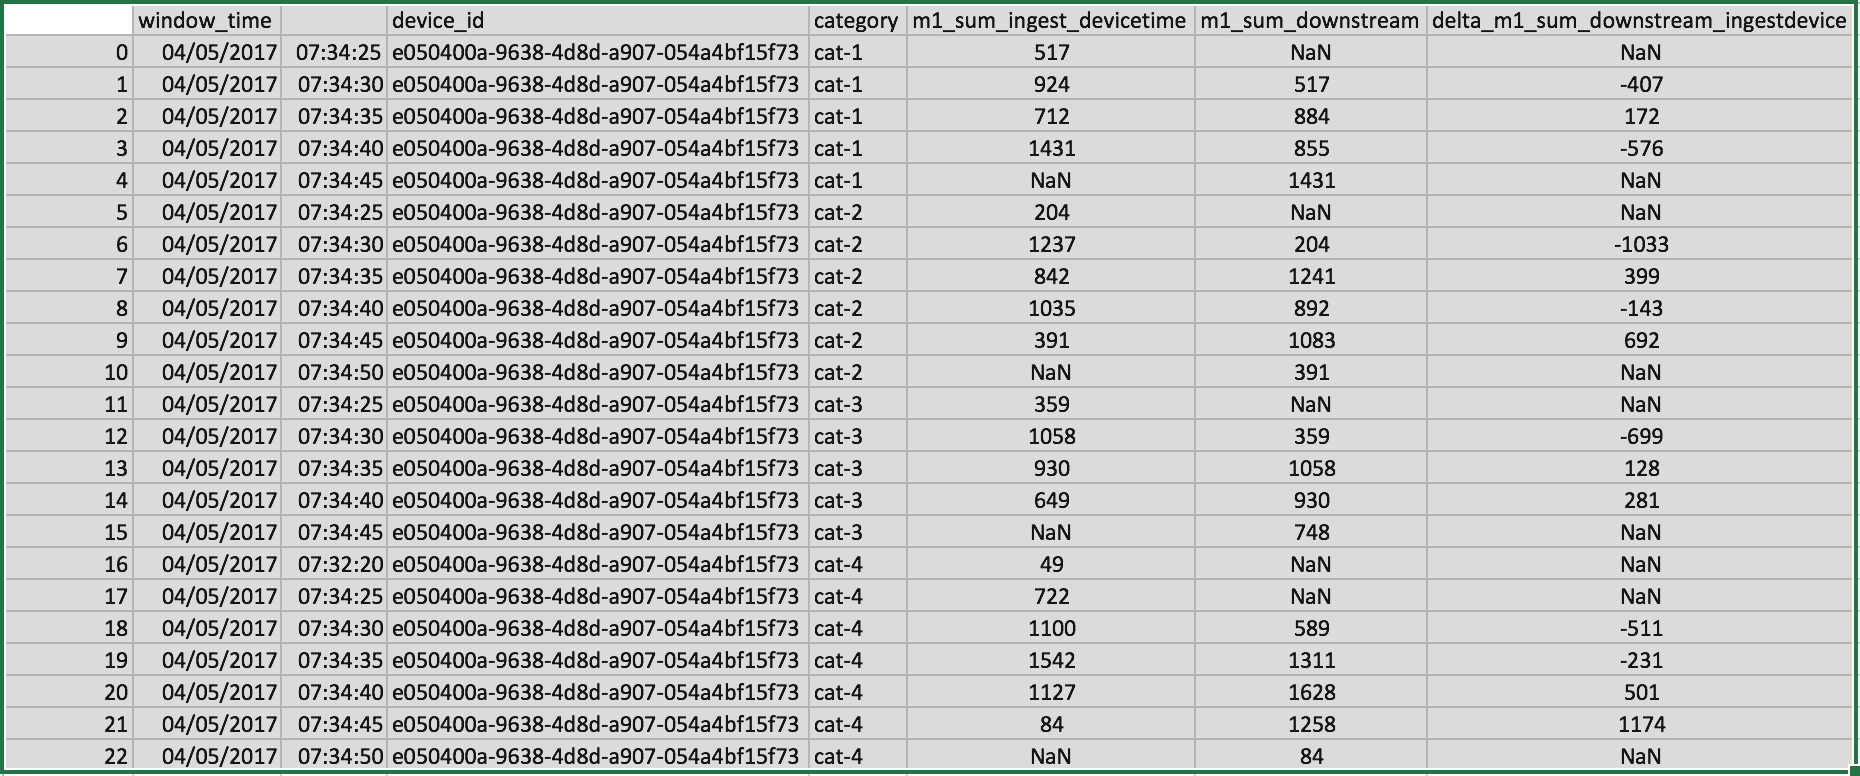 window_time device_id category m1_sum_ingest_devicetime m1_sum_downstream delta_m1_sum_downstream_ingestdevice
0 04/05/2017 07:34:25 e050400a-9638-4d8d-a907-054a4bf15f73 cat-1 517 NaN NaN
1 04/05/2017 07:34:30 e050400a-9638-4d8d-a907-054a4bf15f73 cat-1 924 517 -407
2 04/05/2017 07:34:35 e050400a-9638-4d8d-a907-054a4bf15f73 cat-1 712 884 172
3 04/05/2017 07:34:40 e050400a-9638-4d8d-a907-054a4bf15f73 cat-1 1431 855 -576
4 04/05/2017 07:34:45 e050400a-9638-4d8d-a907-054a4bf15f73 cat-1 NaN 1431 NaN
5 04/05/2017 07:34:25 e050400a-9638-4d8d-a907-054a4bf15f73 cat-2 204 NaN NaN
6 04/05/2017 07:34:30 e050400a-9638-4d8d-a907-054a4bf15f73 cat-2 1237 204 -1033
7 04/05/2017 07:34:35 e050400a-9638-4d8d-a907-054a4bf15f73 cat-2 842 1241 399
8 04/05/2017 07:34:40 e050400a-9638-4d8d-a907-054a4bf15f73 cat-2 1035 892 -143
9 04/05/2017 07:34:45 e050400a-9638-4d8d-a907-054a4bf15f73 cat-2 391 1083 692
10 04/05/2017 07:34:50 e050400a-9638-4d8d-a907-054a4bf15f73 cat-2 NaN 391 NaN
11 04/05/2017 07:34:25 e050400a-9638-4d8d-a907-054a4bf15f73 cat-3 359 NaN NaN
12 04/05/2017 07:34:30 e050400a-9638-4d8d-a907-054a4bf15f73 cat-3 1058 359 -699
13 04/05/2017 07:34:35 e050400a-9638-4d8d-a907-054a4bf15f73 cat-3 930 1058 128
14 04/05/2017 07:34:40 e050400a-9638-4d8d-a907-054a4bf15f73 cat-3 649 930 281
15 04/05/2017 07:34:45 e050400a-9638-4d8d-a907-054a4bf15f73 cat-3 NaN 748 NaN
16 04/05/2017 07:32:20 e050400a-9638-4d8d-a907-054a4bf15f73 cat-4 49 NaN NaN
17 04/05/2017 07:34:25 e050400a-9638-4d8d-a907-054a4bf15f73 cat-4 722 NaN NaN
18 04/05/2017 07:34:30 e050400a-9638-4d8d-a907-054a4bf15f73 cat-4 1100 589 -511
19 04/05/2017 07:34:35 e050400a-9638-4d8d-a907-054a4bf15f73 cat-4 1542 1311 -231
20 04/05/2017 07:34:40 e050400a-9638-4d8d-a907-054a4bf15f73 cat-4 1127 1628 501
21 04/05/2017 07:34:45 e050400a-9638-4d8d-a907-054a4bf15f73 cat-4 84 1258 1174
22 04/05/2017 07:34:50 e050400a-9638-4d8d-a907-054a4bf15f73 cat-4 NaN 84 NaN